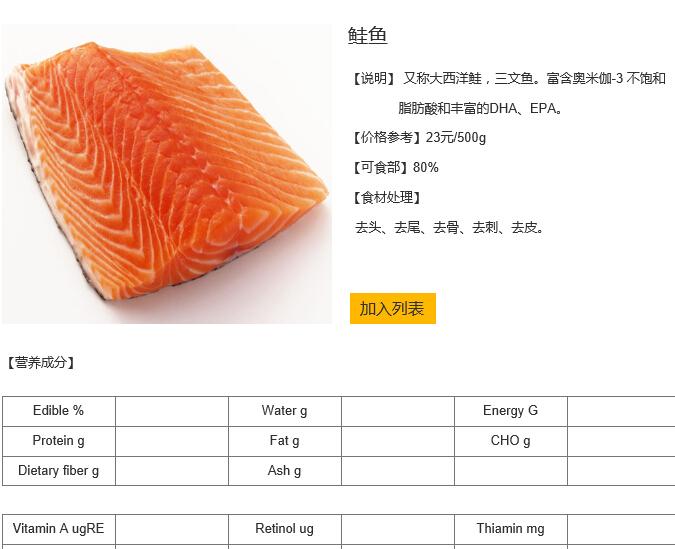 鲑鱼
【说明】 又称大西洋鲑，三文鱼。富含奥米伽-3 不饱和
脂肪酸和丰富的DHA、EPA。
【价格参考】23元/500g
【可食部】80%
【食材处理】
去头、去尾、去骨、去刺、去皮。
加入列表
【营养成分】
Edible % Water g Energy G
Protein g Fat g CHO g
Dietary fiber g Ash g
Vitamin A ugRE Retinol ug Thiamin mg